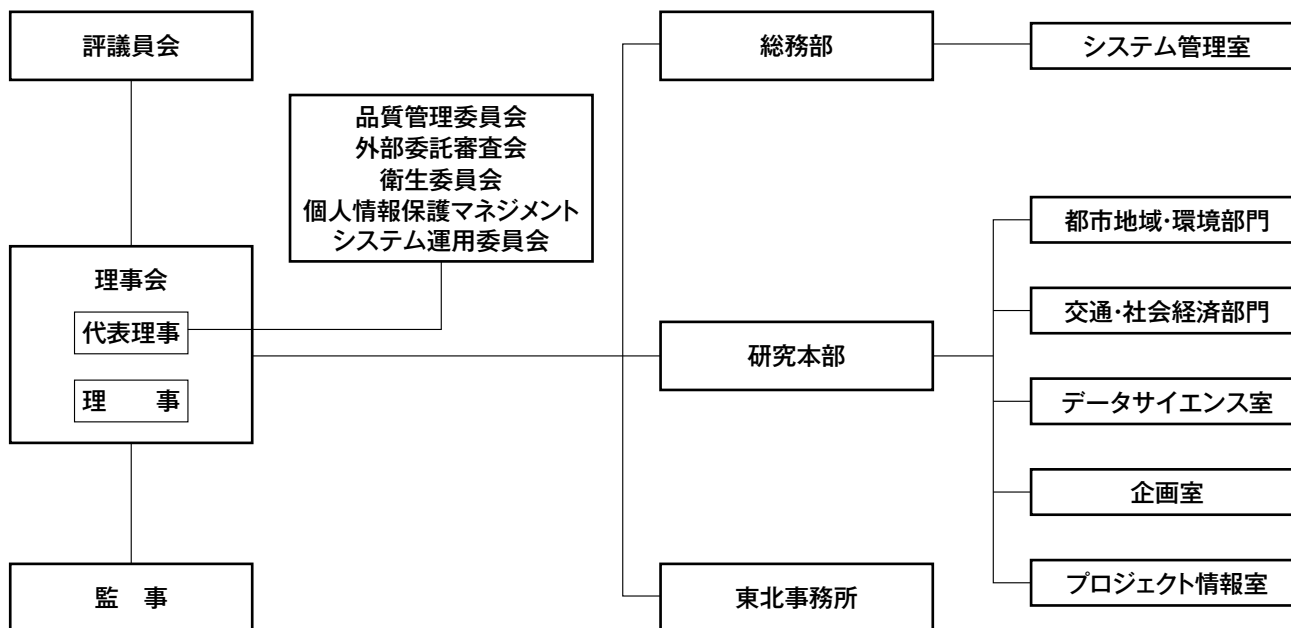 評議員会
品質管理委員会
外部委託審査会
衛生委員会
個人情報保護マネジメント
システム運用委員会
理事会
代表理事
理　事
監　事
総務部
システム管理室
研究本部
都市地域・環境部門
交通・社会経済部門
データサイエンス室
企画室
プロジェクト情報室
東北事務所